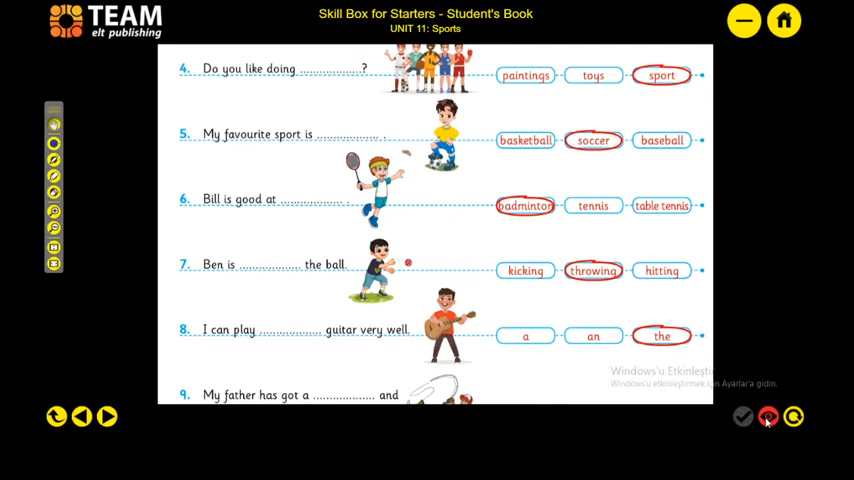 TEAM
elt publishing
Skill Box for Starters - Student's Book
UNIT 11: Sports
4. Do you like doing ...................?
paintings toys sport
5. My favourite sport is ................... .
basketball soccer baseball
6. Bill is good at ................... .
badminton tennis table tennis
7. Ben is ................... the ball.
kicking throwing hitting
8. I can play ................... guitar very well.
a an the
Windows'u Etkinleştir
Windows'u etkinleştirmek için Ayarlar'a gidin.
9. My father has got a ................... and